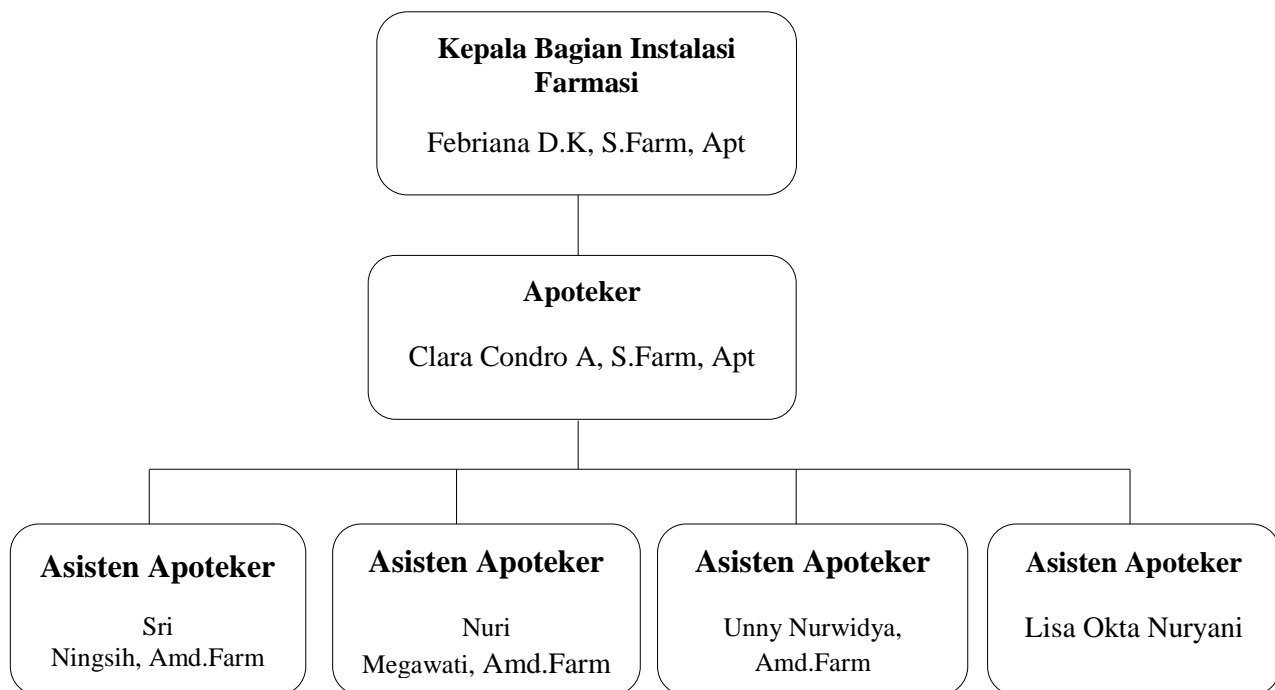 Kepala Bagian Instalasi
Farmasi
Febriana D.K, S.Farm, Apt
Apoteker
Clara Condro A, S.Farm, Apt
Asisten Apoteker
Sri
Ningsih, Amd.Farm
Asisten Apoteker
Nuri
Megawati, Amd.Farm
Asisten Apoteker
Unny Nurwidya,
Amd.Farm
Asisten Apoteker
Lisa Okta Nuryani